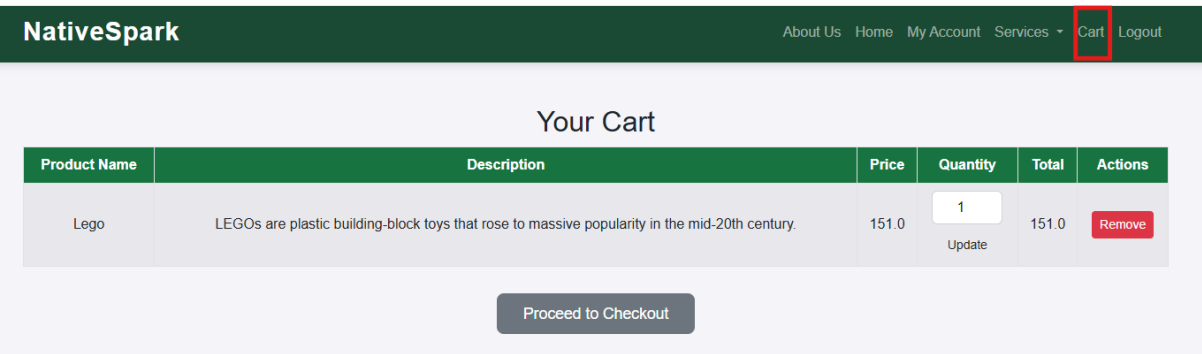 NativeSpark
About Us Home My Account Services Cart Logout
Your Cart
Product Name Description Price Quantity Total Actions
Lego LEGOs are plastic building-block toys that rose to massive popularity in the mid-20th century. 151.0 1 151.0 Remove
Update
Proceed to Checkout